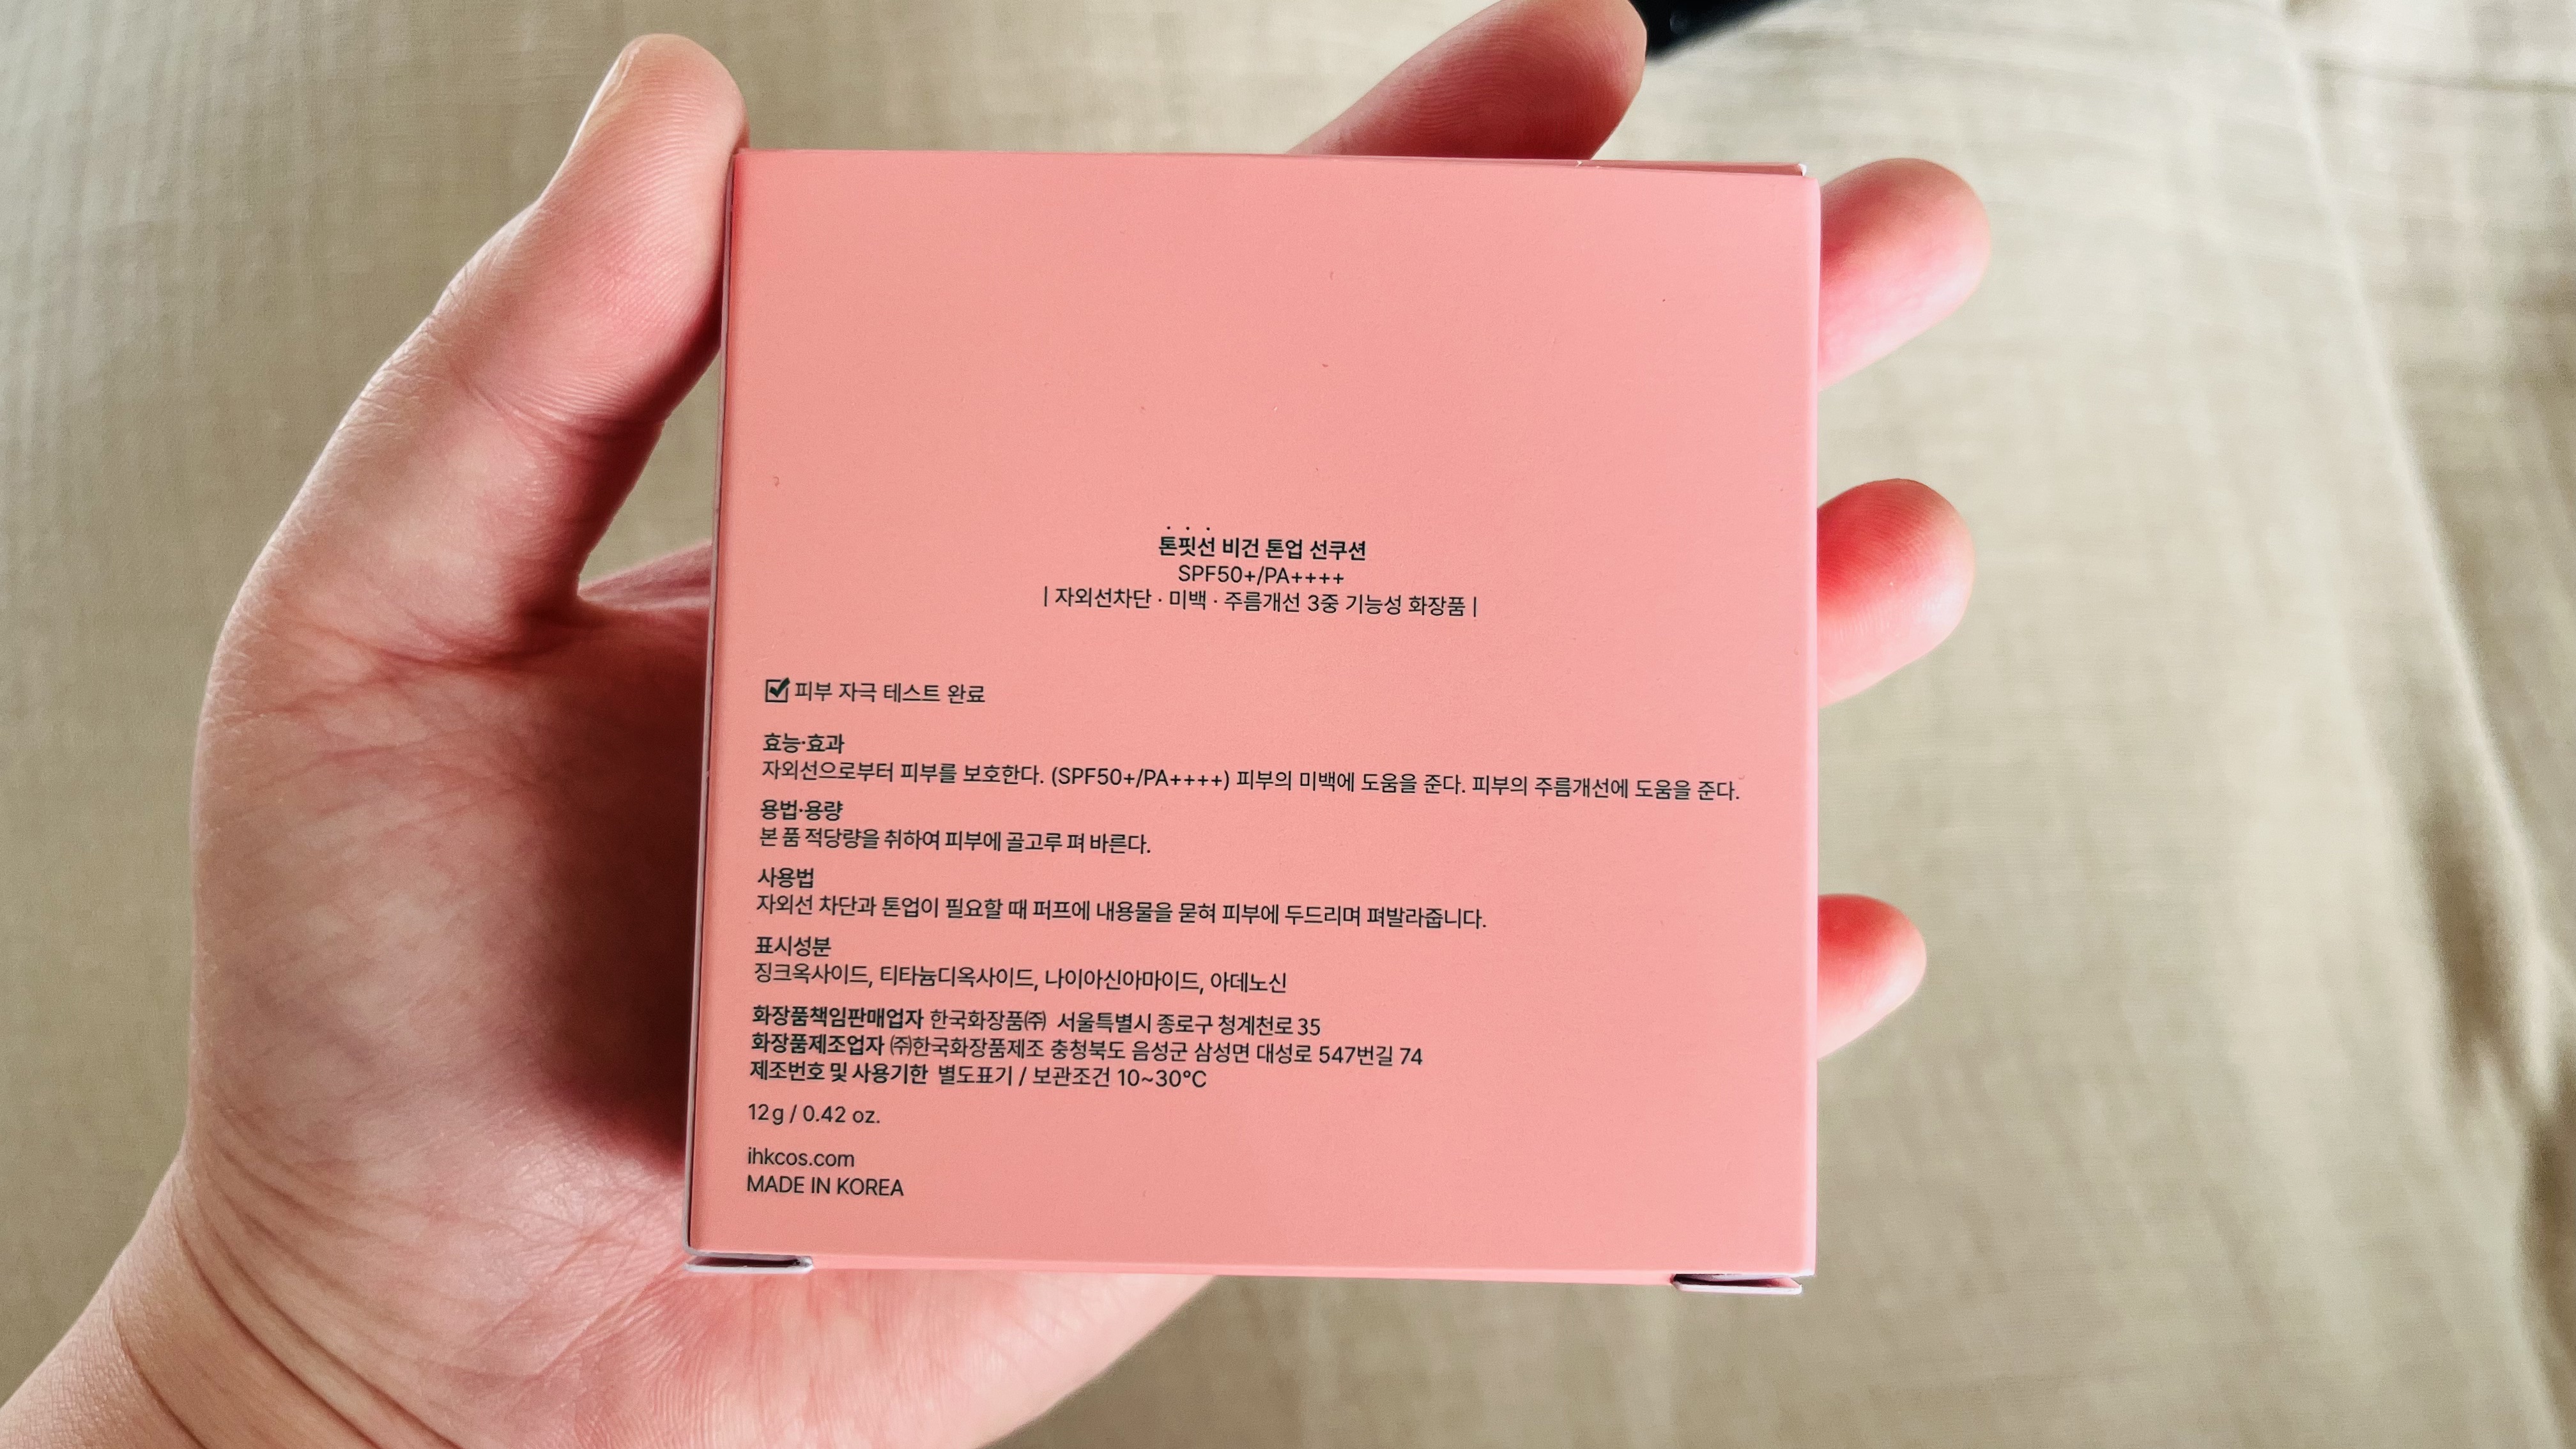 톤핏선 비건 톤업 선쿠션
SPF50+/PA++++
| 자외선차단 · 미백 · 주름개선 3중 기능성 화장품 |
피부 자극 테스트 완료
효능·효과
자외선으로부터 피부를 보호한다. (SPF50+/PA++++) 피부의 미백에 도움을 준다. 피부의 주름개선에 도움을 준다.
용법·용량
본 품 적당량을 취하여 피부에 골고루 펴 바른다.
사용법
자외선 차단과 톤업이 필요할 때 퍼프에 내용물을 묻혀 피부에 두드리며 펴발라줍니다.
표시성분
징크옥사이드, 티타늄디옥사이드, 나이아신아마이드, 아데노신
화장품책임판매업자 한국화장품㈜ 서울특별시 종로구 청계천로 35
화장품제조업자 ㈜한국화장품제조 충청북도 음성군 삼성면 대성로 547번길 74
제조번호 및 사용기한 별도표기 / 보관조건 10~30°C
12g / 0.42 oz.
ihkcos.com
MADE IN KOREA